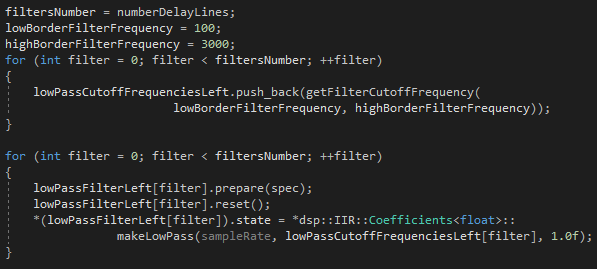 filtersNumber = numberDelayLines;
lowBorderFilterFrequency = 100;
highBorderFilterFrequency = 3000;
for (int filter = 0; filter < filtersNumber; ++filter)
{
lowPassCutoffFrequenciesLeft.push_back(getFilterCutoffFrequency(
lowBorderFilterFrequency, highBorderFilterFrequency));
}
for (int filter = 0; filter < filtersNumber; ++filter)
{
lowPassFilterLeft[filter].prepare(spec);
lowPassFilterLeft[filter].reset();
*(lowPassFilterLeft[filter]).state = *dsp::IIR::Coefficients<float>::
makeLowPass(sampleRate, lowPassCutoffFrequenciesLeft[filter], 1.0f);
}